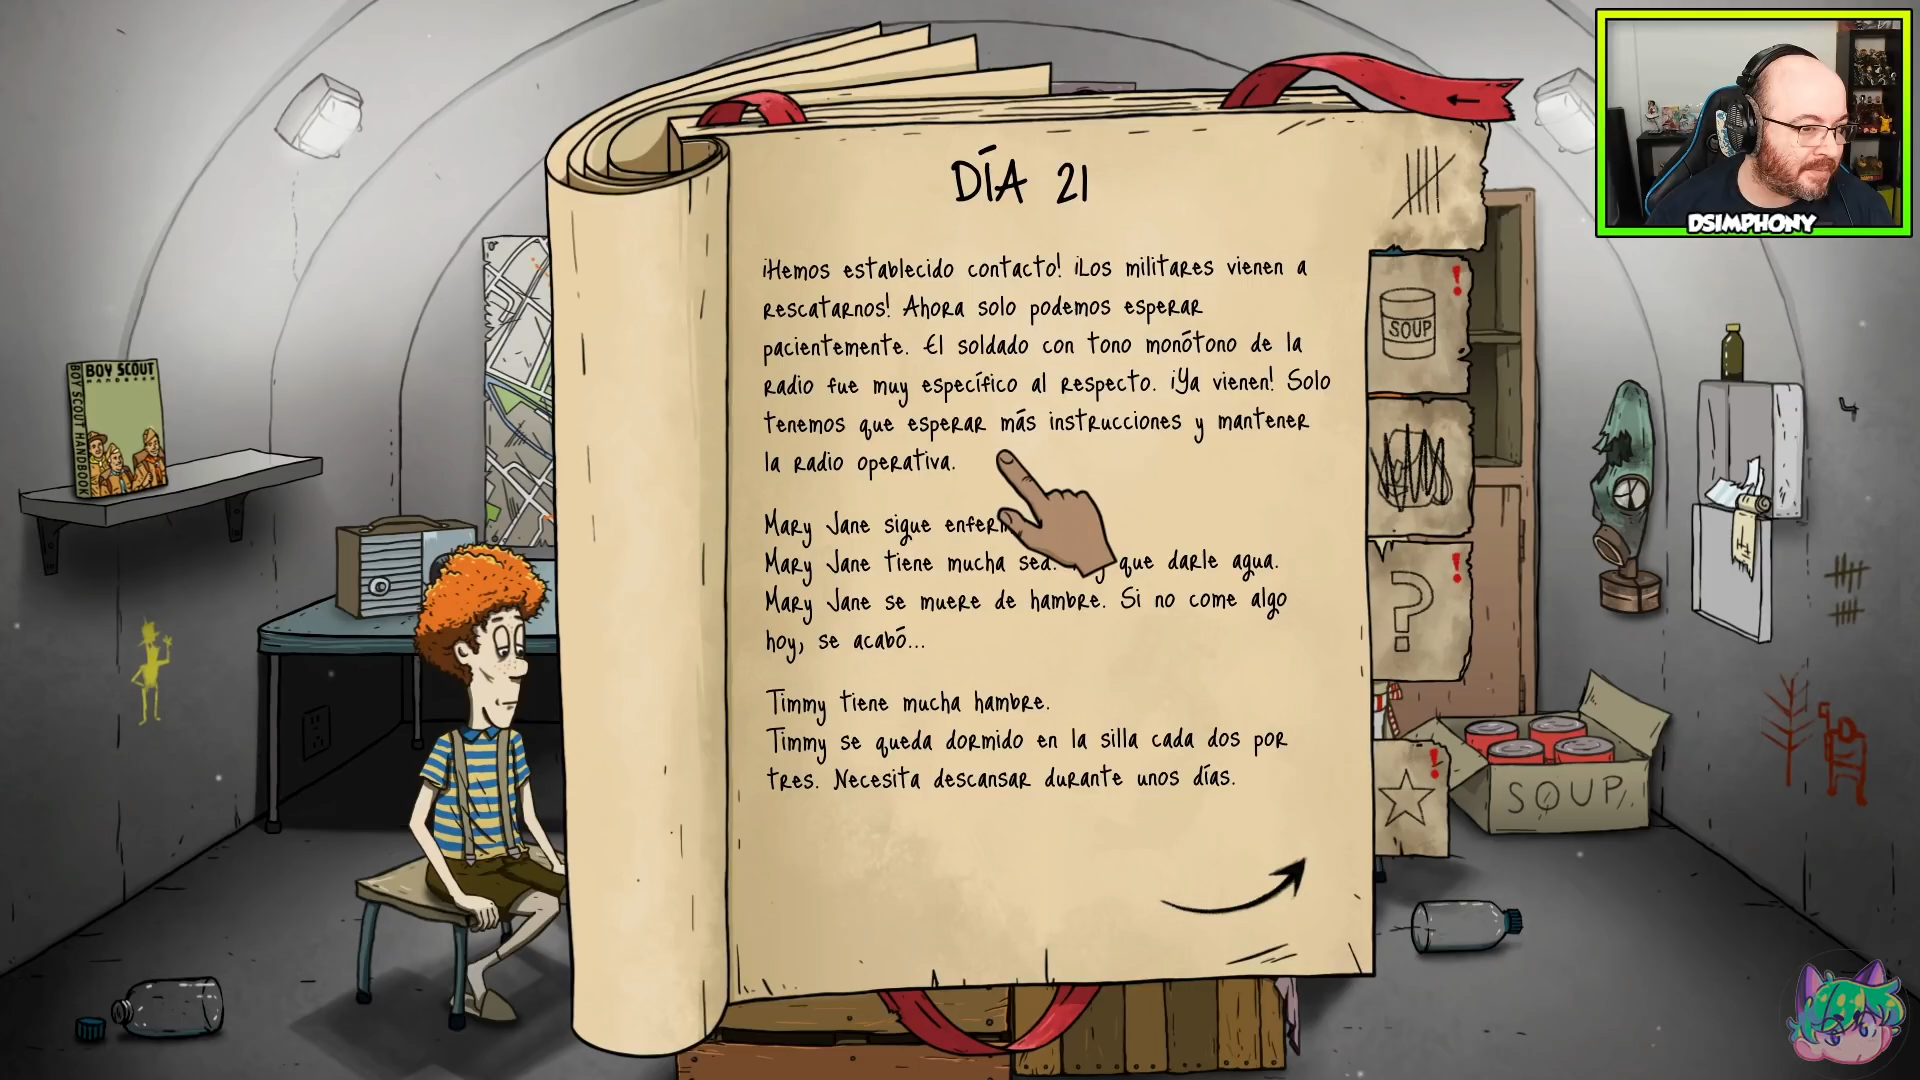 DÍA 21
¡Hemos establecido contacto! ¡Los militares vienen a
rescatarnos! Ahora solo podemos esperar
pacientemente. El soldado con tono monótono de la
radio fue muy específico al respecto. ¡Ya vienen! Solo
tenemos que esperar más instrucciones y mantener
la radio operativa.
Mary Jane sigue
Mary Jane tiene mucha sed. que darle agua.
Mary Jane se muere de hambre. Si no come algo
hoy, se acabó...
Timmy tiene mucha hambre.
Timmy se queda dormido en la silla cada dos por
tres. Necesita descansar durante unos días.
SOUP
!
!
?
!
BOY SCOUT
HANDBOOK
BOY SCOUT HANDBOOK
SOUP
DSIMPHONY